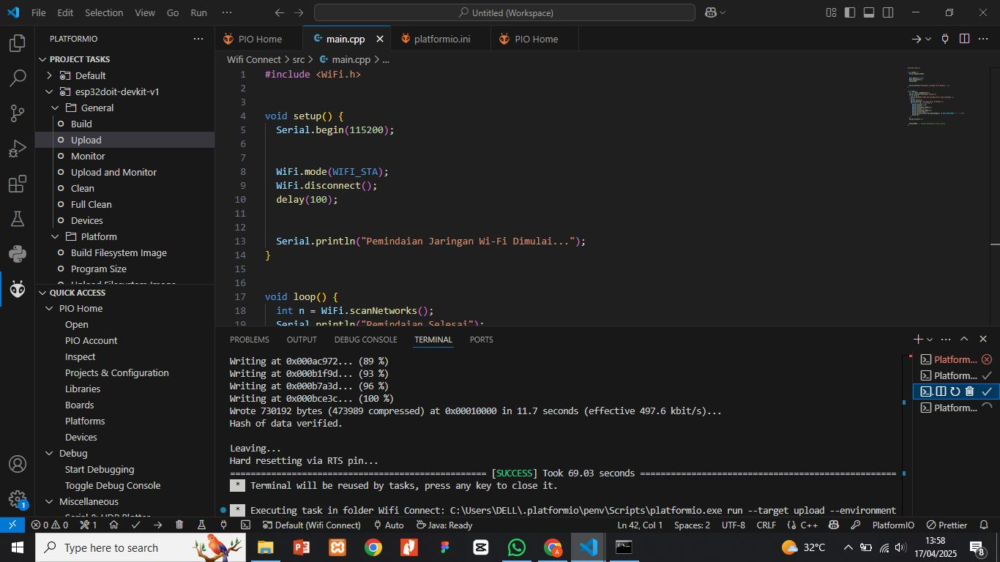 File Edit Selection View Go Run ··· Untitled (Workspace)
PLATFORMIO ···
PROJECT TASKS
Default
esp32doit-devkit-v1
General
Build
Upload
Monitor
Upload and Monitor
Clean
Full Clean
Devices
Platform
Build Filesystem Image
Program Size
Upload Filesystem Image
QUICK ACCESS
PIO Home
Open
PIO Account
Inspect
Projects & Configuration
Libraries
Boards
Platforms
Devices
Debug
Start Debugging
Toggle Debug Console
Miscellaneous
Serial & UDP Plotter
PIO Home main.cpp platformio.ini PIO Home
Wifi Connect > src > main.cpp > ...
1 #include <WiFi.h>
2
3
4 void setup() {
5 Serial.begin(115200);
6
7
8 WiFi.mode(WIFI_STA);
9 WiFi.disconnect();
10 delay(100);
11
12
13 Serial.println("Pemindaian Jaringan Wi-Fi Dimulai...");
14 }
15
16
17 void loop() {
18 int n = WiFi.scanNetworks();
19 Serial.println("Pemindaian Selesai");
PROBLEMS OUTPUT DEBUG CONSOLE TERMINAL PORTS
Writing at 0x000ac972... (89 %)
Writing at 0x000b1f9d... (93 %)
Writing at 0x000b7a3d... (96 %)
Writing at 0x000bce3c... (100 %)
Wrote 730192 bytes (473989 compressed) at 0x00010000 in 11.7 seconds (effective 497.6 kbit/s)...
Hash of data verified.
Leaving...
Hard resetting via RTS pin...
================================================== [SUCCESS] Took 69.03 seconds ==================================================
* Terminal will be reused by tasks, press any key to close it.
* Executing task in folder Wifi Connect: C:\Users\DELL\.platformio\penv\Scripts\platformio.exe run --target upload --environment
Platform...
Platform...
Platform...
1
0 0 1 Default (Wifi Connect) Auto Java: Ready Ln 42, Col 1 Spaces: 2 UTF-8 CRLF C++ PlatformIO Prettier
Type here to search
32°C
13:58
17/04/2025
8